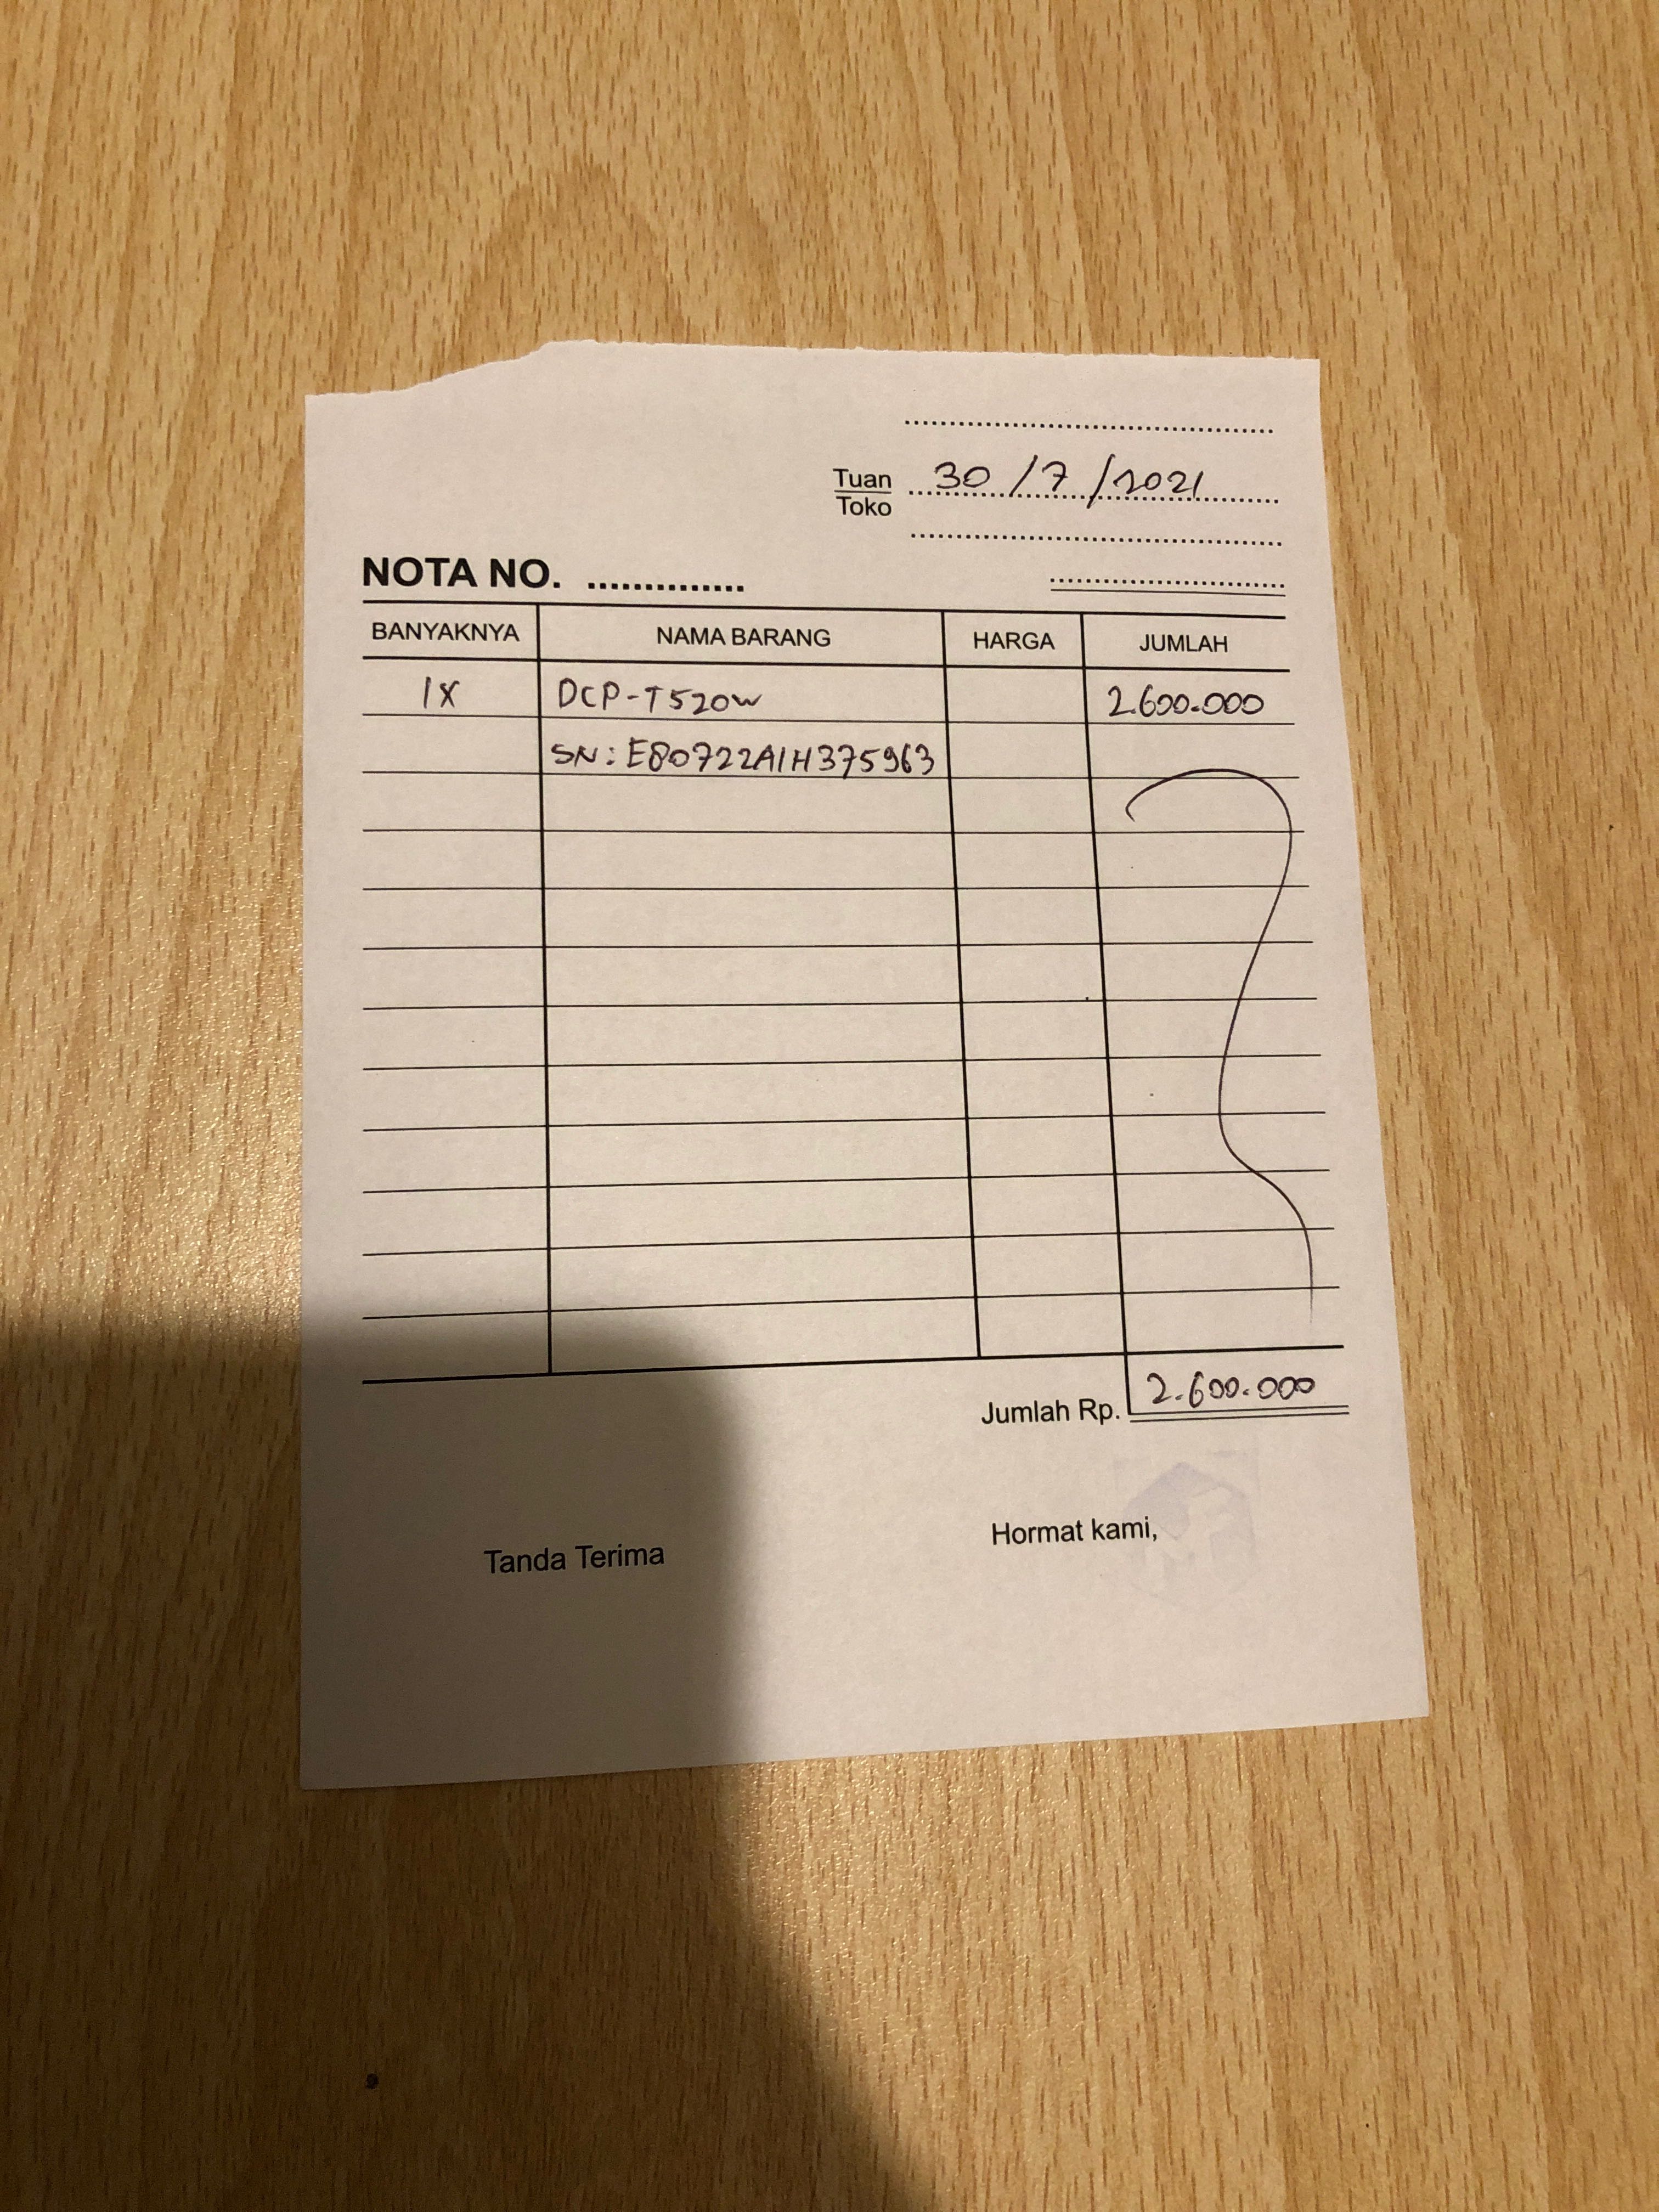 Tuan 30/7/2021
Toko
NOTA NO. ..............
BANYAKNYA NAMA BARANG HARGA JUMLAH
1X DCP-T520W 2.600.000
SN: E80722A1H375963
Jumlah Rp. 2.600.000
Tanda Terima Hormat kami,